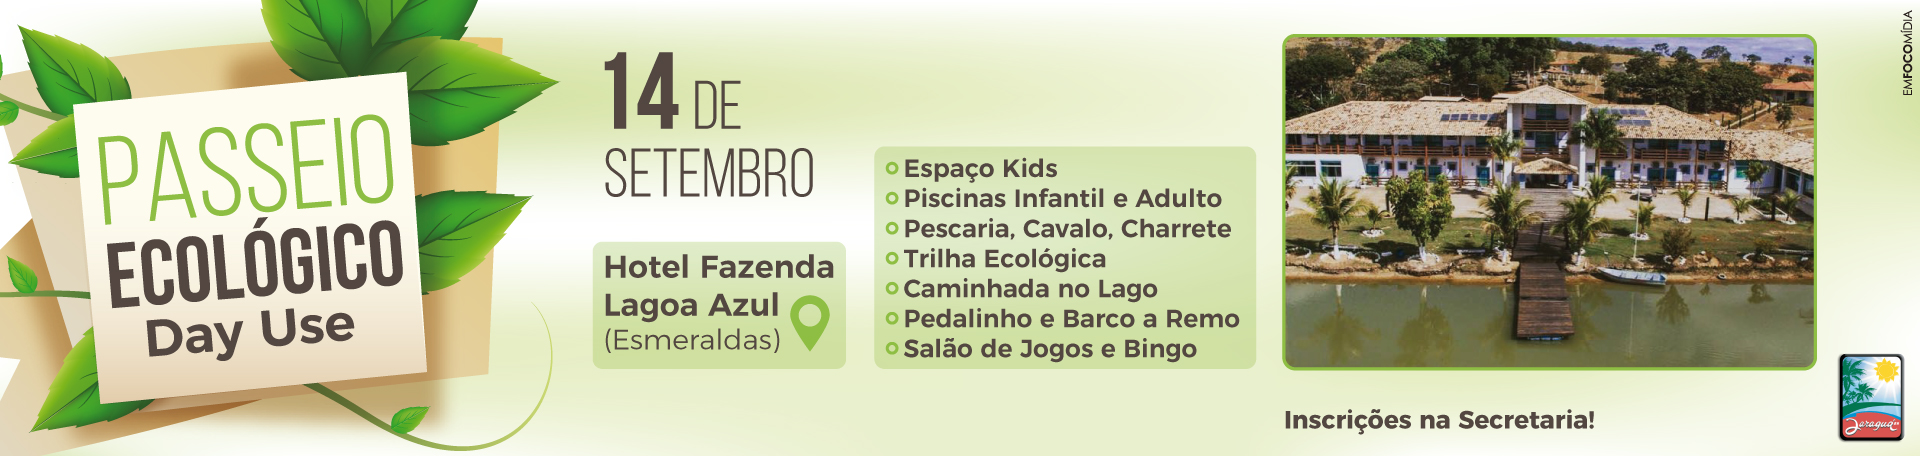 PASSEIO
ECOLÓGICO
Day Use
14 DE
SETEMBRO
Hotel Fazenda
Lagoa Azul
(Esmeraldas)
Espaço Kids
Piscinas Infantil e Adulto
Pescaria, Cavalo, Charrete
Trilha Ecológica
Caminhada no Lago
Pedalinho e Barco a Remo
Salão de Jogos e Bingo
Inscrições na Secretaria!
EMFOCOMÍDIA
Jaraguá